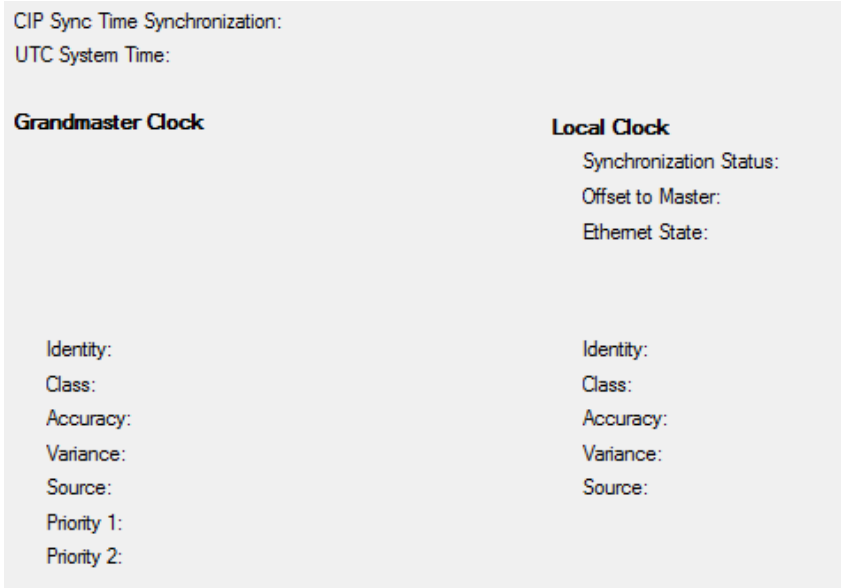 CIP Sync Time Synchronization:
UTC System Time:
Grandmaster Clock
Identity:
Class:
Accuracy:
Variance:
Source:
Priority 1:
Priority 2:
Local Clock
Synchronization Status:
Offset to Master:
Ethernet State:
Identity:
Class:
Accuracy:
Variance:
Source: